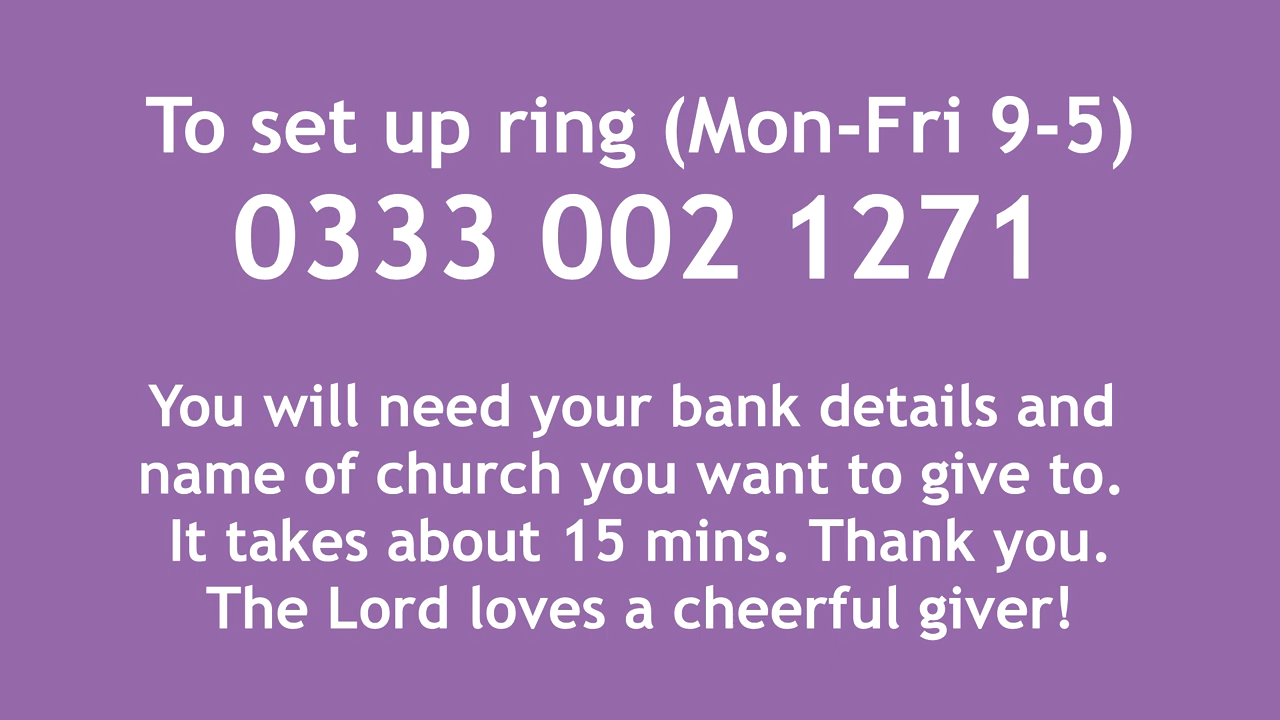 To set up ring (Mon-Fri 9-5)
0333 002 1271
You will need your bank details and
name of church you want to give to.
It takes about 15 mins. Thank you.
The Lord loves a cheerful giver!